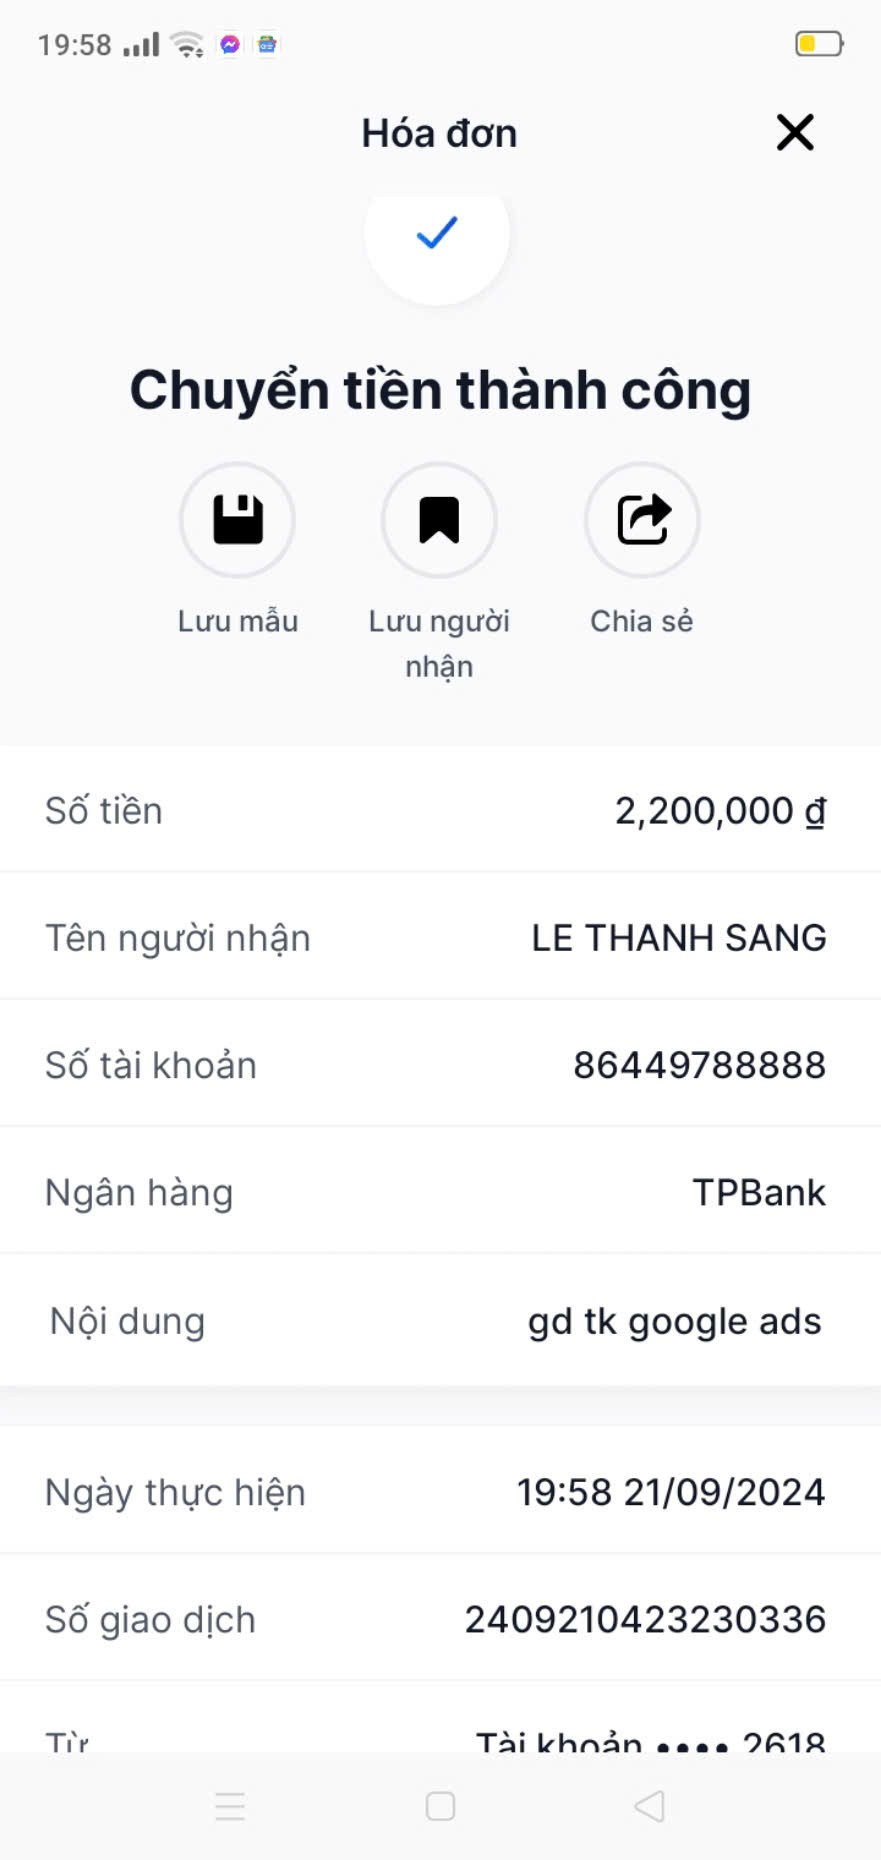 19:58
Hóa đơn
Chuyển tiền thành công
Lưu mẫu
Lưu người nhận
Chia sẻ
Số tiền 2,200,000 ₫
Tên người nhận LE THANH SANG
Số tài khoản 86449788888
Ngân hàng TPBank
Nội dung gd tk google ads
Ngày thực hiện 19:58 21/09/2024
Số giao dịch 2409210423230336
Từ Tài khoản •••• 2618